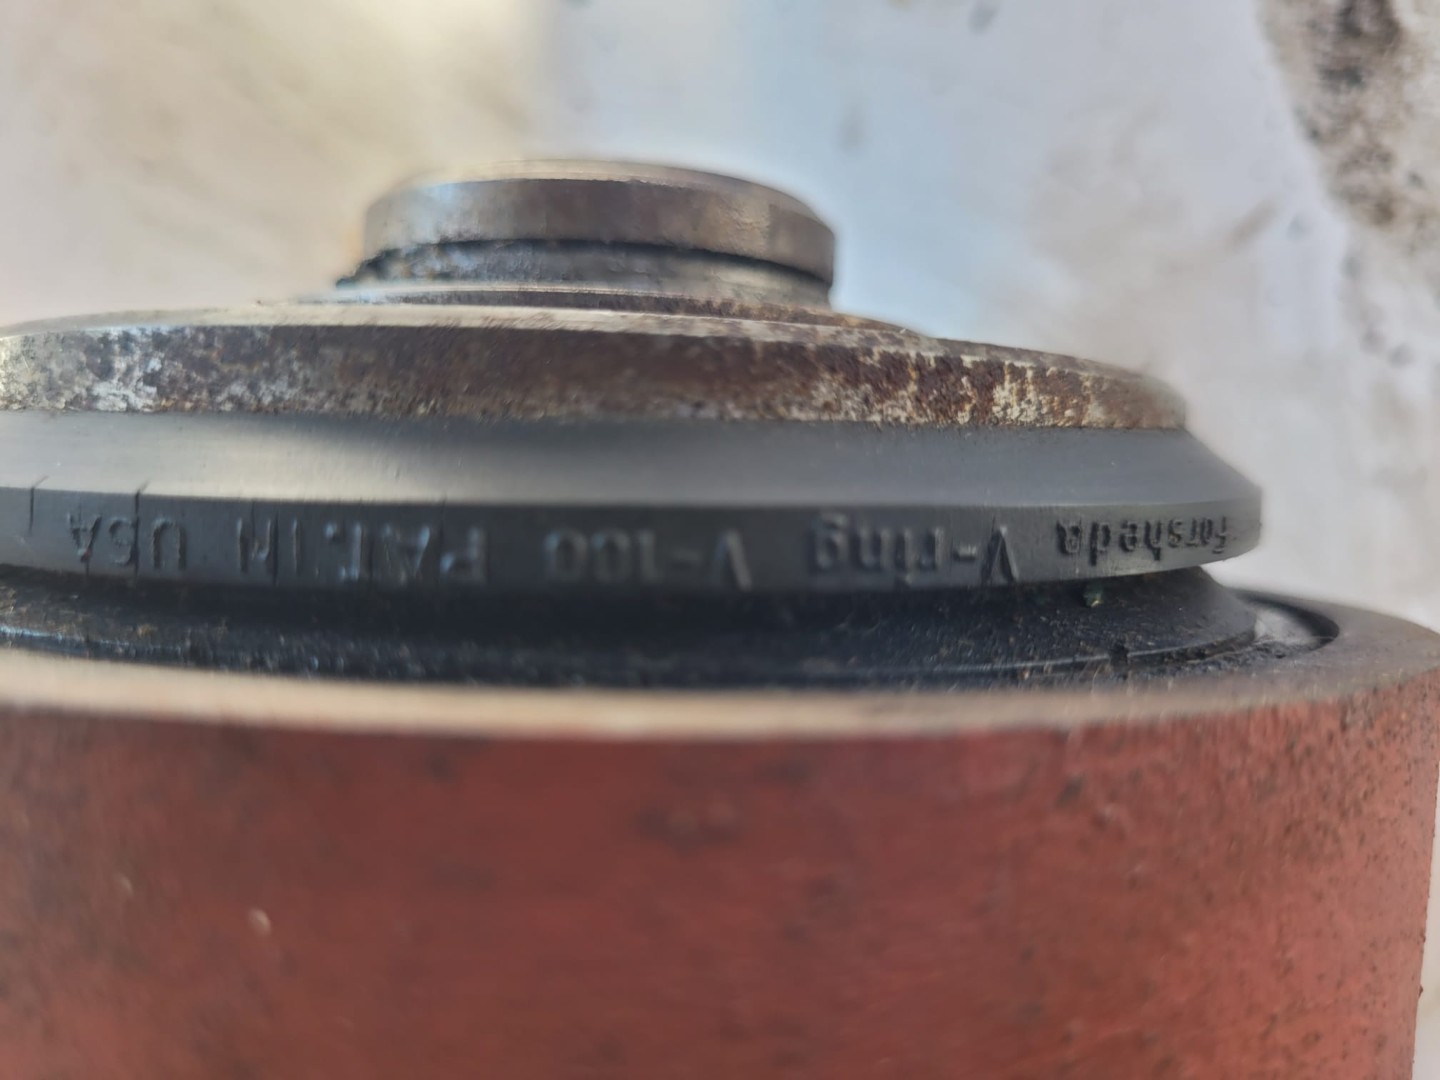 Forsheda V-ring V-100 PAT. IN USA